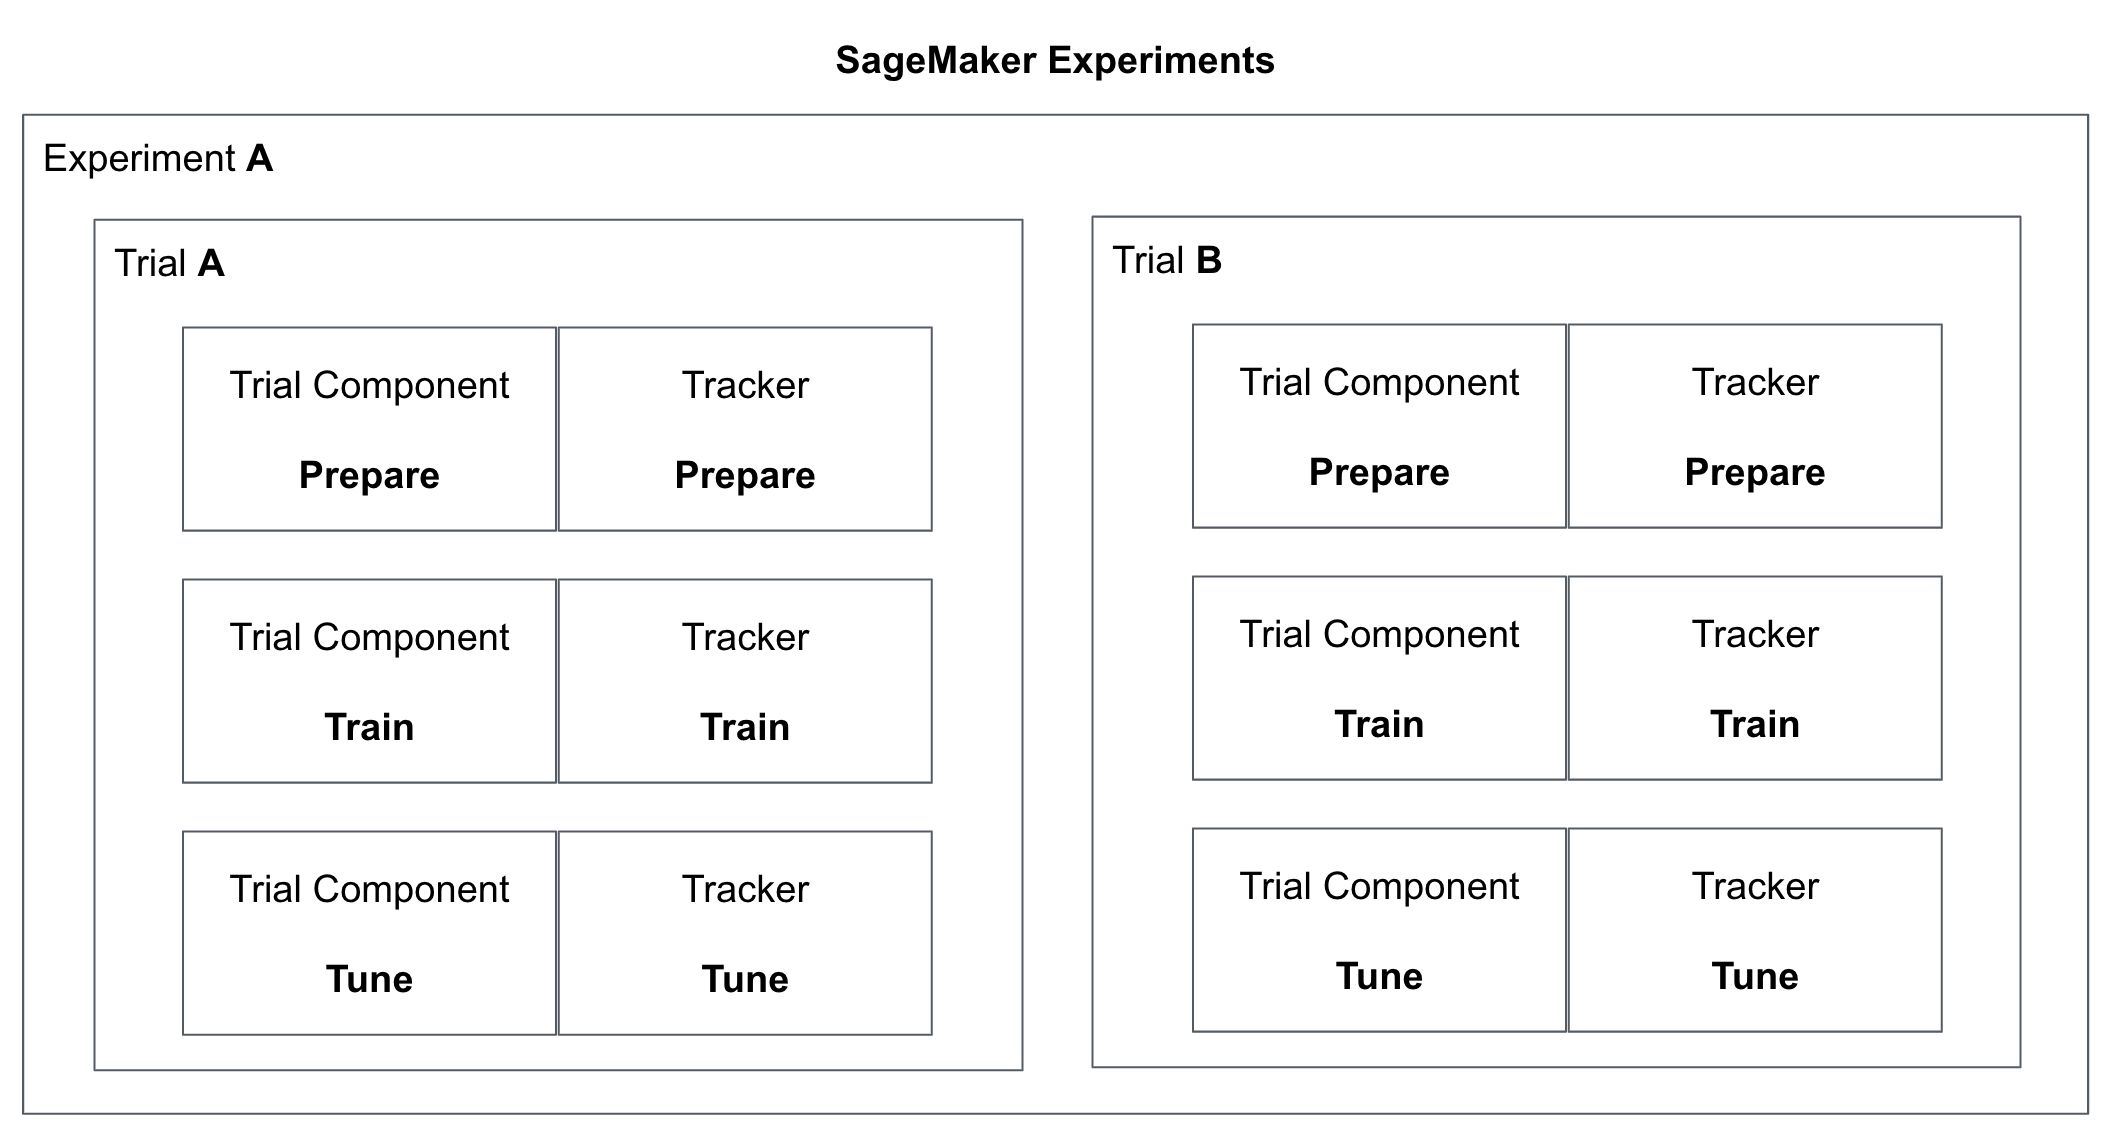 SageMaker Experiments
Experiment A
Trial A
Trial Component
Tracker
Prepare
Prepare
Trial Component
Tracker
Train
Train
Trial Component
Tracker
Tune
Tune
Trial B
Trial Component
Tracker
Prepare
Prepare
Trial Component
Tracker
Train
Train
Trial Component
Tracker
Tune
Tune